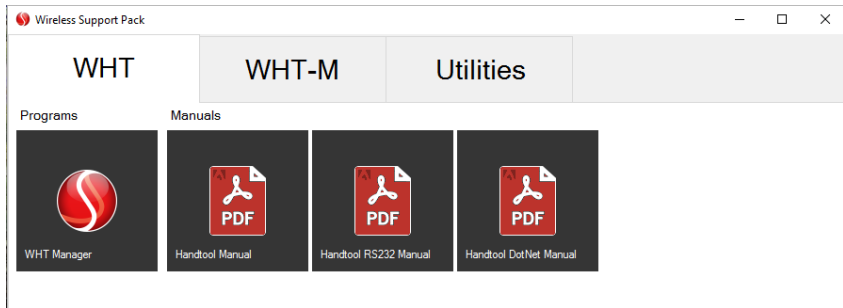 Wireless Support Pack
WHT
WHT-M
Utilities
Programs
Manuals
PDF
PDF
PDF
WHT Manager
Handtool Manual
Handtool RS232 Manual
Handtool DotNet Manual